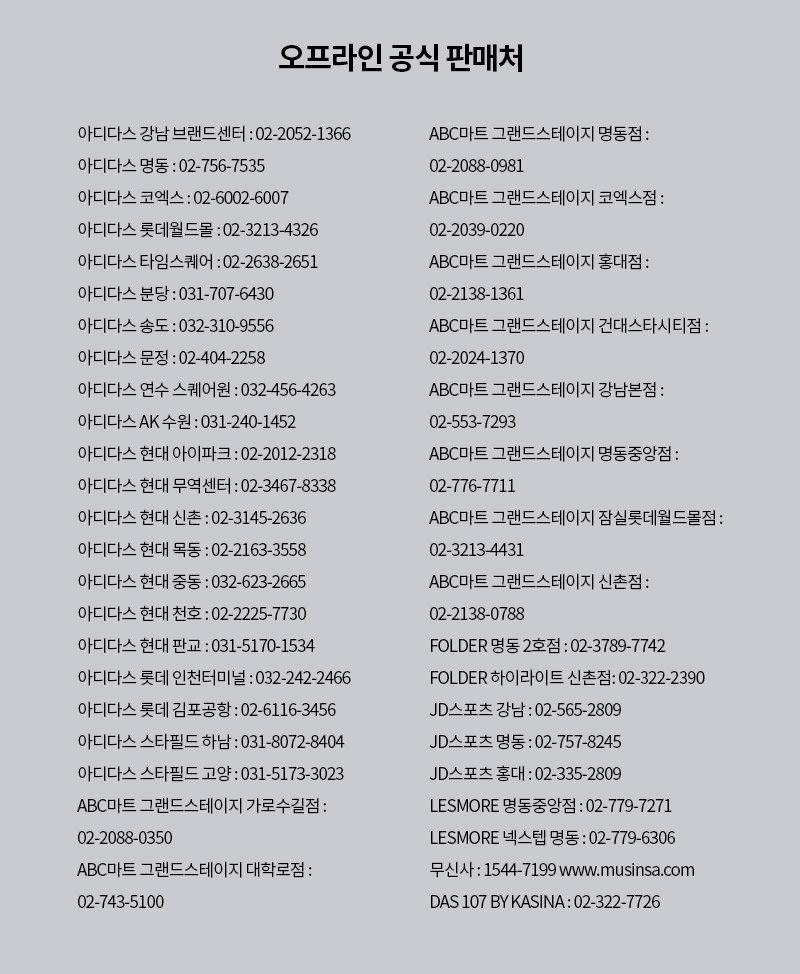 오프라인 공식 판매처
아디다스 강남 브랜드센터 : 02-2052-1366
아디다스 명동 : 02-756-7535
아디다스 코엑스 : 02-6002-6007
아디다스 롯데월드몰 : 02-3213-4326
아디다스 타임스퀘어 : 02-2638-2651
아디다스 분당 : 031-707-6430
아디다스 송도 : 032-310-9556
아디다스 문정 : 02-404-2258
아디다스 연수 스퀘어원 : 032-456-4263
아디다스 AK 수원 : 031-240-1452
아디다스 현대 아이파크 : 02-2012-2318
아디다스 현대 무역센터 : 02-3467-8338
아디다스 현대 신촌 : 02-3145-2636
아디다스 현대 목동 : 02-2163-3558
아디다스 현대 중동 : 032-623-2665
아디다스 현대 천호 : 02-2225-7730
아디다스 현대 판교 : 031-5170-1534
아디다스 롯데 인천터미널 : 032-242-2466
아디다스 롯데 김포공항 : 02-6116-3456
아디다스 스타필드 하남 : 031-8072-8404
아디다스 스타필드 고양 : 031-5173-3023
ABC마트 그랜드스테이지 가로수길점 :
02-2088-0350
ABC마트 그랜드스테이지 대학로점 :
02-743-5100
ABC마트 그랜드스테이지 명동점 :
02-2088-0981
ABC마트 그랜드스테이지 코엑스점 :
02-2039-0220
ABC마트 그랜드스테이지 홍대점 :
02-2138-1361
ABC마트 그랜드스테이지 건대스타시티점 :
02-2024-1370
ABC마트 그랜드스테이지 강남본점 :
02-553-7293
ABC마트 그랜드스테이지 명동중앙점 :
02-776-7711
ABC마트 그랜드스테이지 잠실롯데월드몰점 :
02-3213-4431
ABC마트 그랜드스테이지 신촌점 :
02-2138-0788
FOLDER 명동 2호점 : 02-3789-7742
FOLDER 하이라이트 신촌점: 02-322-2390
JD스포츠 강남 : 02-565-2809
JD스포츠 명동 : 02-757-8245
JD스포츠 홍대 : 02-335-2809
LESMORE 명동중앙점 : 02-779-7271
LESMORE 넥스텝 명동 : 02-779-6306
무신사 : 1544-7199 www.musinsa.com
DAS 107 BY KASINA : 02-322-7726